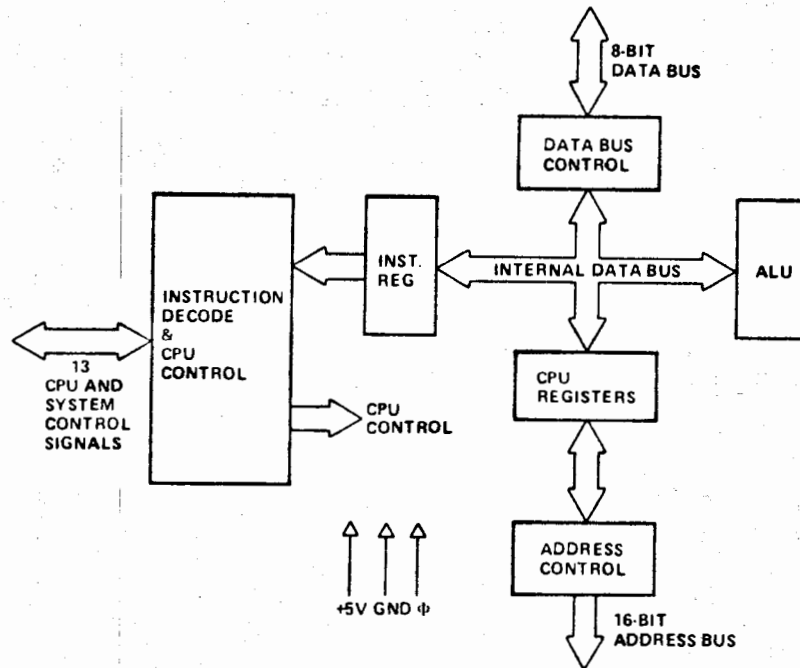 8-BIT
DATA BUS
DATA BUS
CONTROL
INST.
REG
INTERNAL DATA BUS
ALU
INSTRUCTION
DECODE
&
CPU
CONTROL
13
CPU AND
SYSTEM
CONTROL
SIGNALS
CPU
CONTROL
CPU
REGISTERS
ADDRESS
CONTROL
+5V GND Φ
16-BIT
ADDRESS BUS